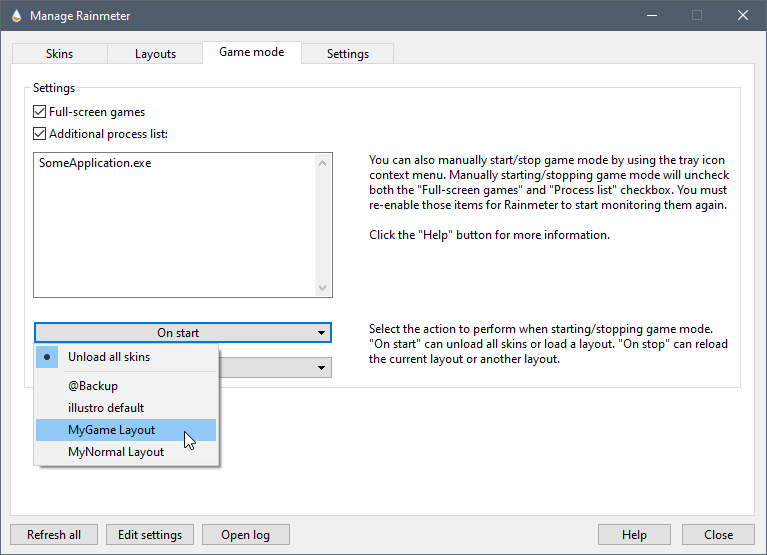 Manage Rainmeter
Skins
Layouts
Game mode
Settings
Settings
Full-screen games
Additional process list:
SomeApplication.exe
You can also manually start/stop game mode by using the tray icon
context menu. Manually starting/stopping game mode will uncheck
both the "Full-screen games" and "Process list" checkbox. You must
re-enable those items for Rainmeter to start monitoring them again.
Click the "Help" button for more information.
On start
Select the action to perform when starting/stopping game mode.
"On start" can unload all skins or load a layout. "On stop" can reload
the current layout or another layout.
Unload all skins
@Backup
illustro default
MyGame Layout
MyNormal Layout
Refresh all
Edit settings
Open log
Help
Close